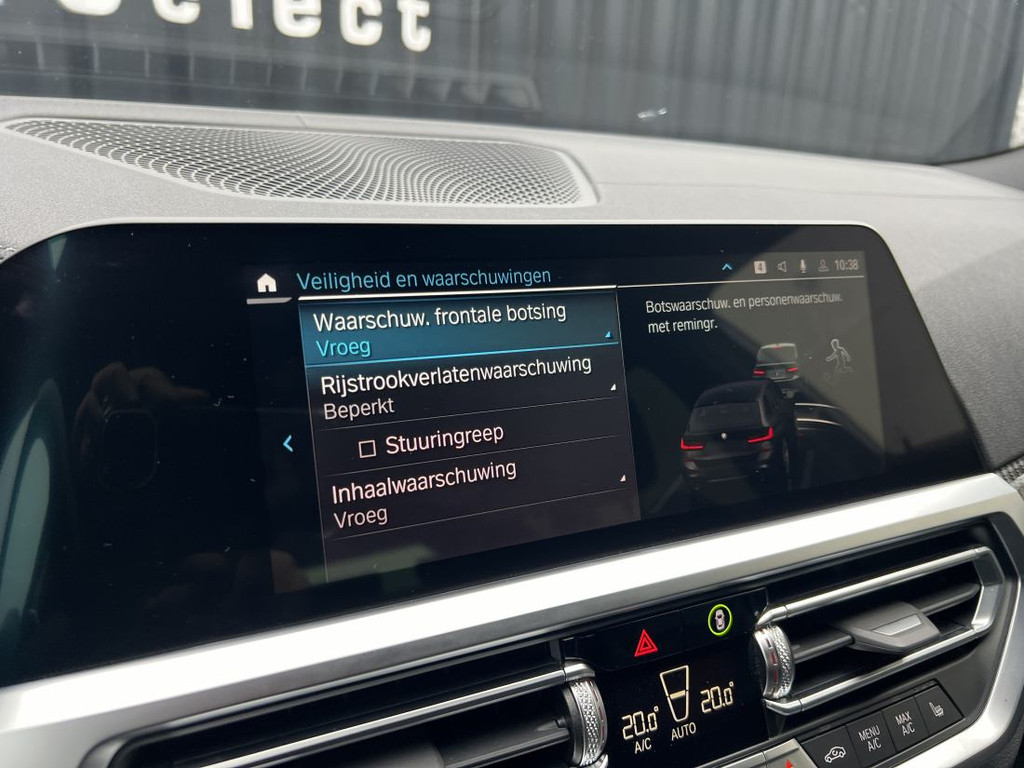 Select
Veiligheid en waarschuwingen
4
10:38
Waarschuw. frontale botsing
Vroeg
Rijstrookverlatenwaarschuwing
Beperkt
Stuuringreep
Inhaalwaarschuwing
Vroeg
Botswaarschuw. en personenwaarschuw.
met remingr.
20.0°
20.0°
A/C
AUTO
MENU
A/C
MAX
A/C